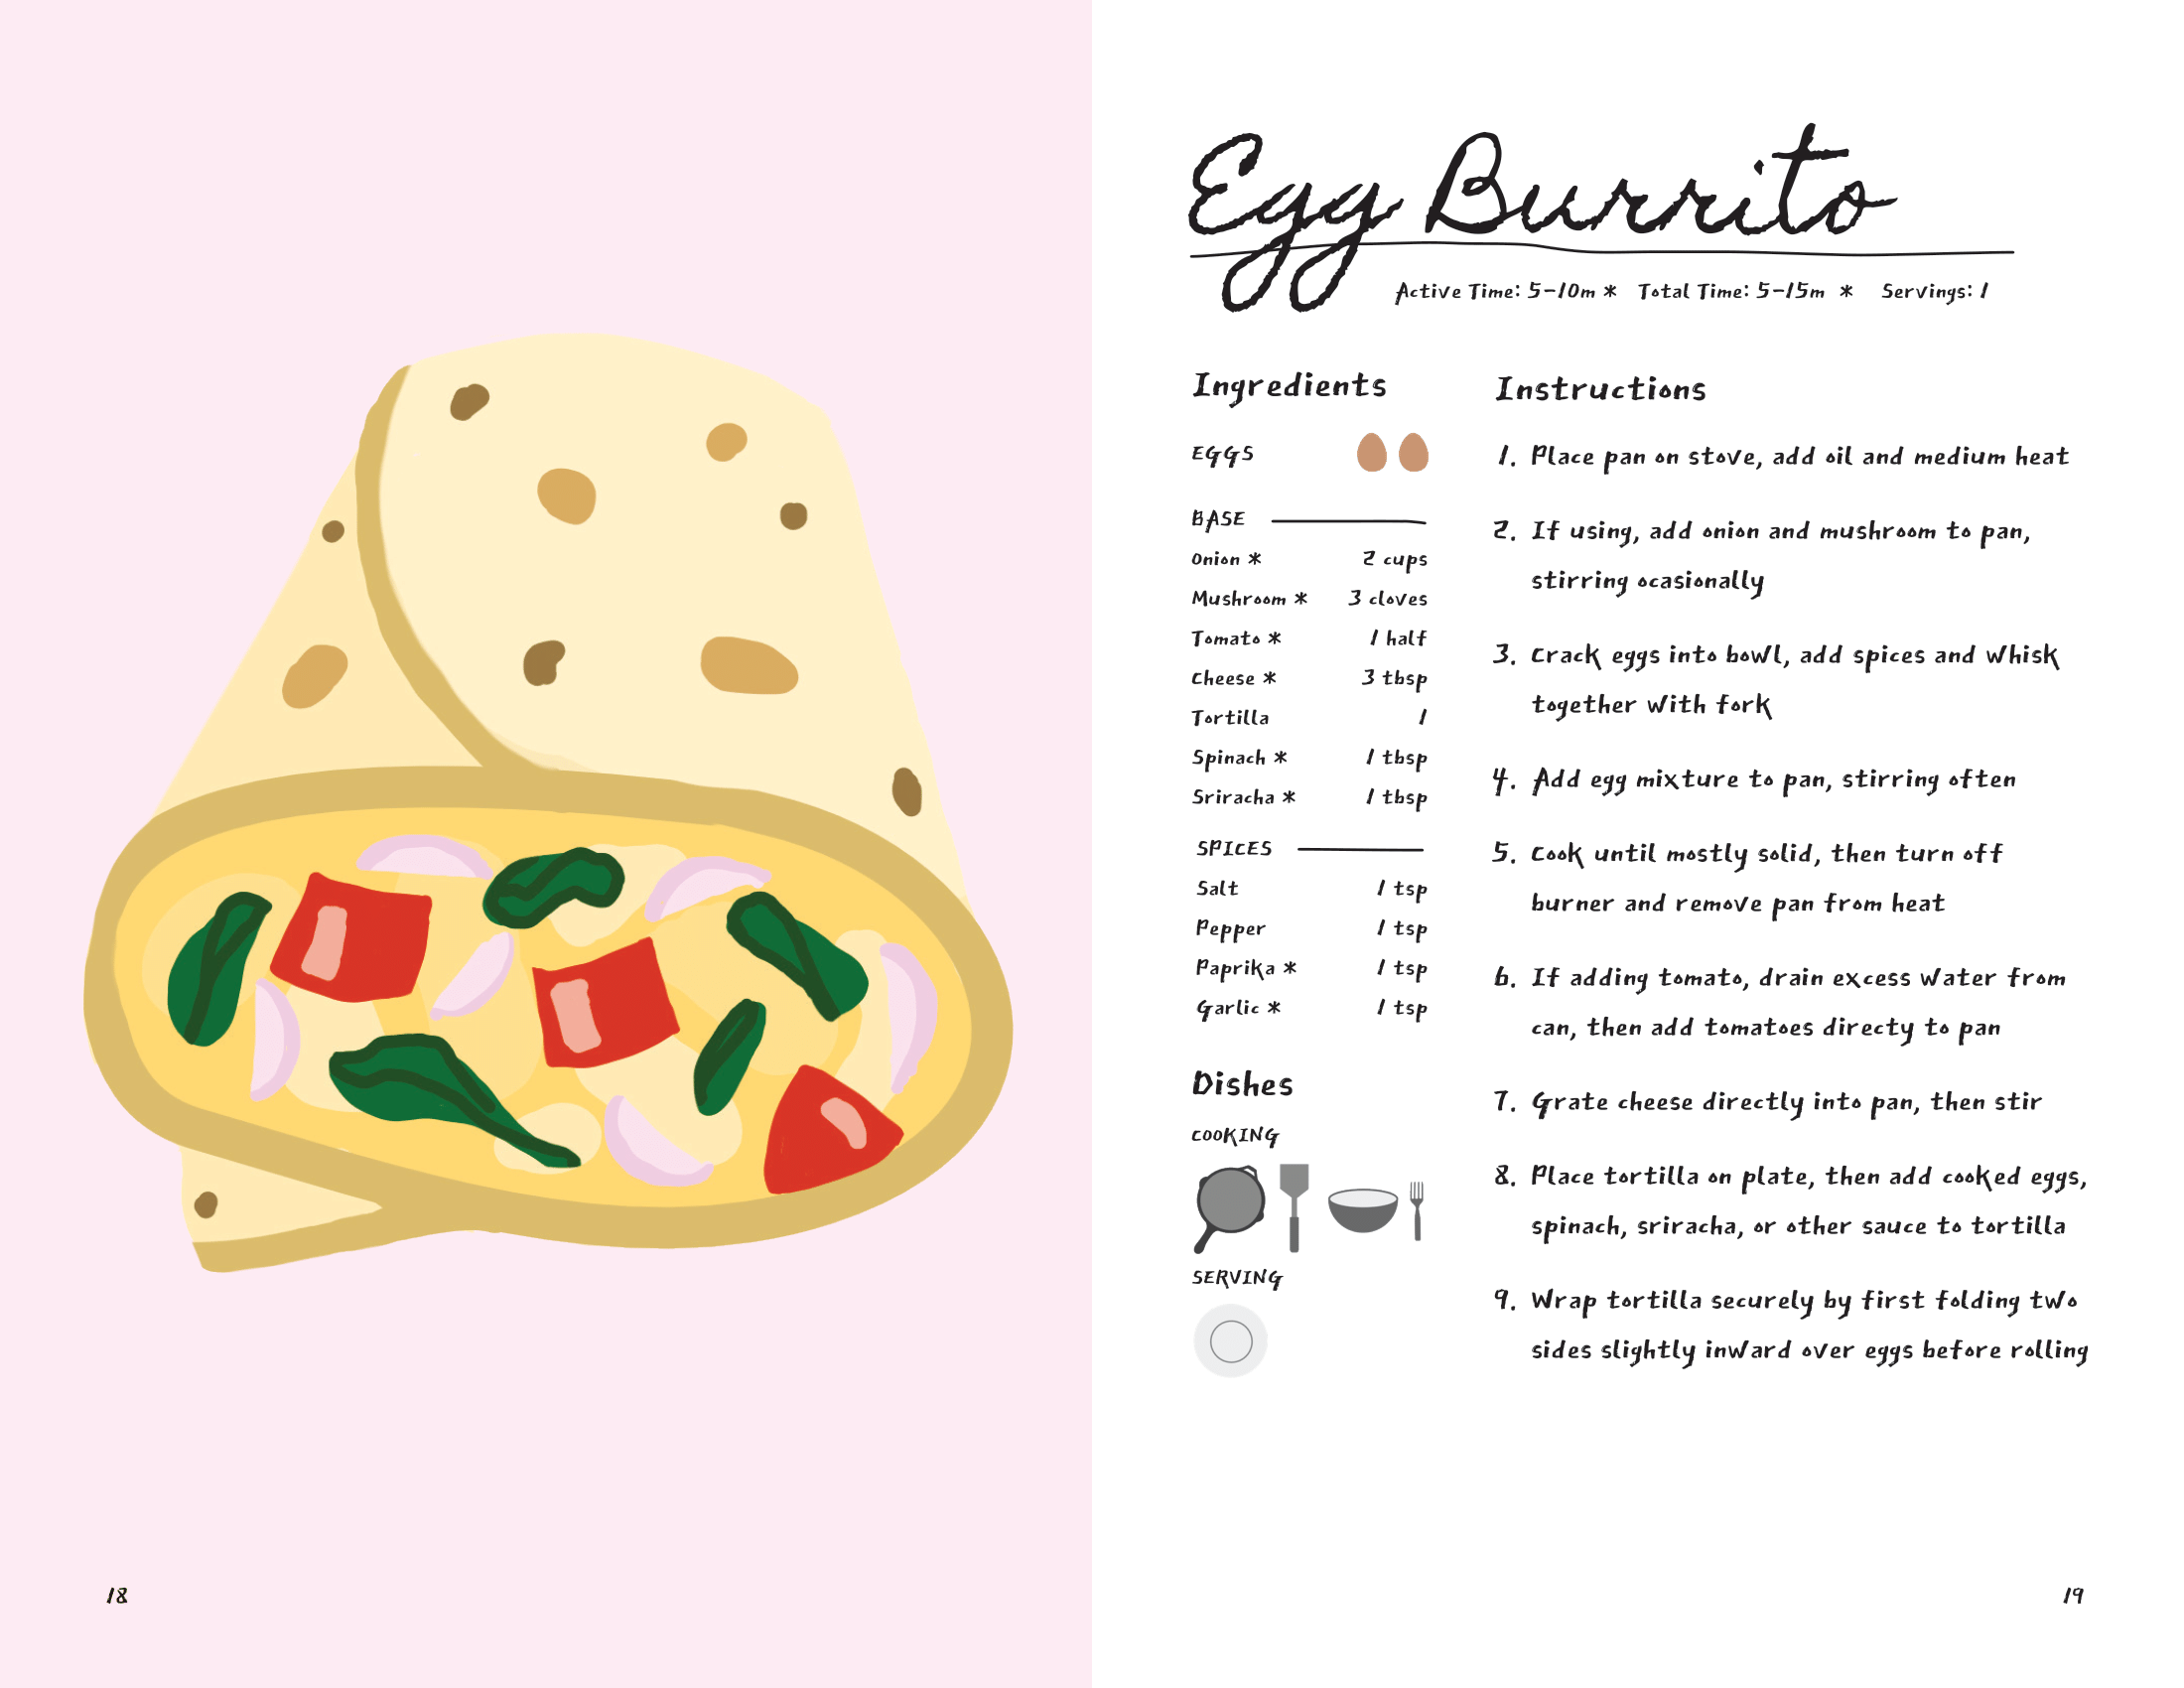 Egg Burrito
Active Time: 5-10m * Total Time: 5-15m * Servings: 1
Ingredients
EGGS
BASE
Onion * 2 cups
Mushroom * 3 cloves
Tomato * 1 half
Cheese * 3 tbsp
Tortilla 1
Spinach * 1 tbsp
Sriracha * 1 tbsp
SPICES
Salt 1 tsp
Pepper 1 tsp
Paprika * 1 tsp
Garlic * 1 tsp
Dishes
COOKING
SERVING
Instructions
1. Place pan on stove, add oil and medium heat
2. If using, add onion and mushroom to pan,
stirring ocasionally
3. Crack eggs into bowl, add spices and whisk
together with fork
4. Add egg mixture to pan, stirring often
5. Cook until mostly solid, then turn off
burner and remove pan from heat
6. If adding tomato, drain excess water from
can, then add tomatoes directy to pan
7. Grate cheese directly into pan, then stir
8. Place tortilla on plate, then add cooked eggs,
spinach, sriracha, or other sauce to tortilla
9. Wrap tortilla securely by first folding two
sides slightly inward over eggs before rolling
18
19